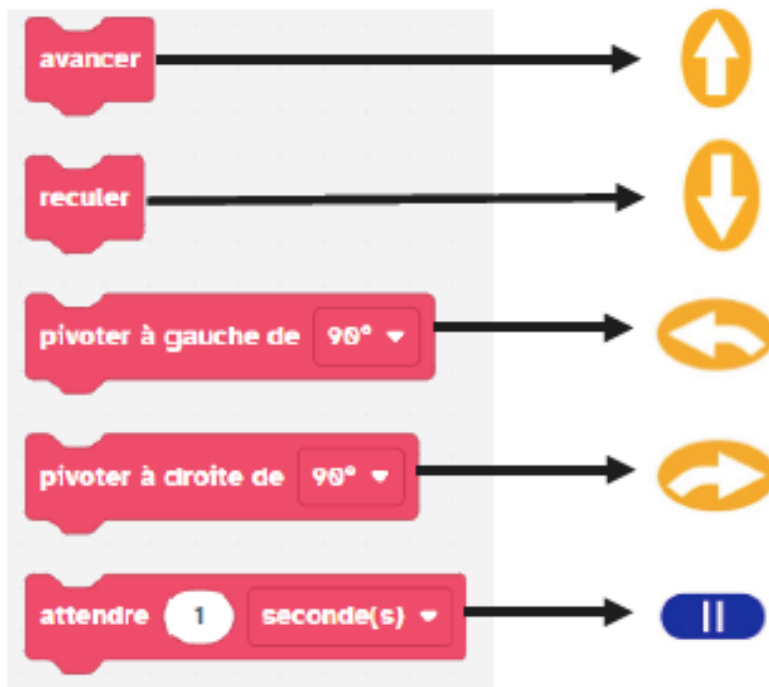 avancer
reculer
pivoter à gauche de 90°
pivoter à droite de 90°
attendre 1 seconde(s)